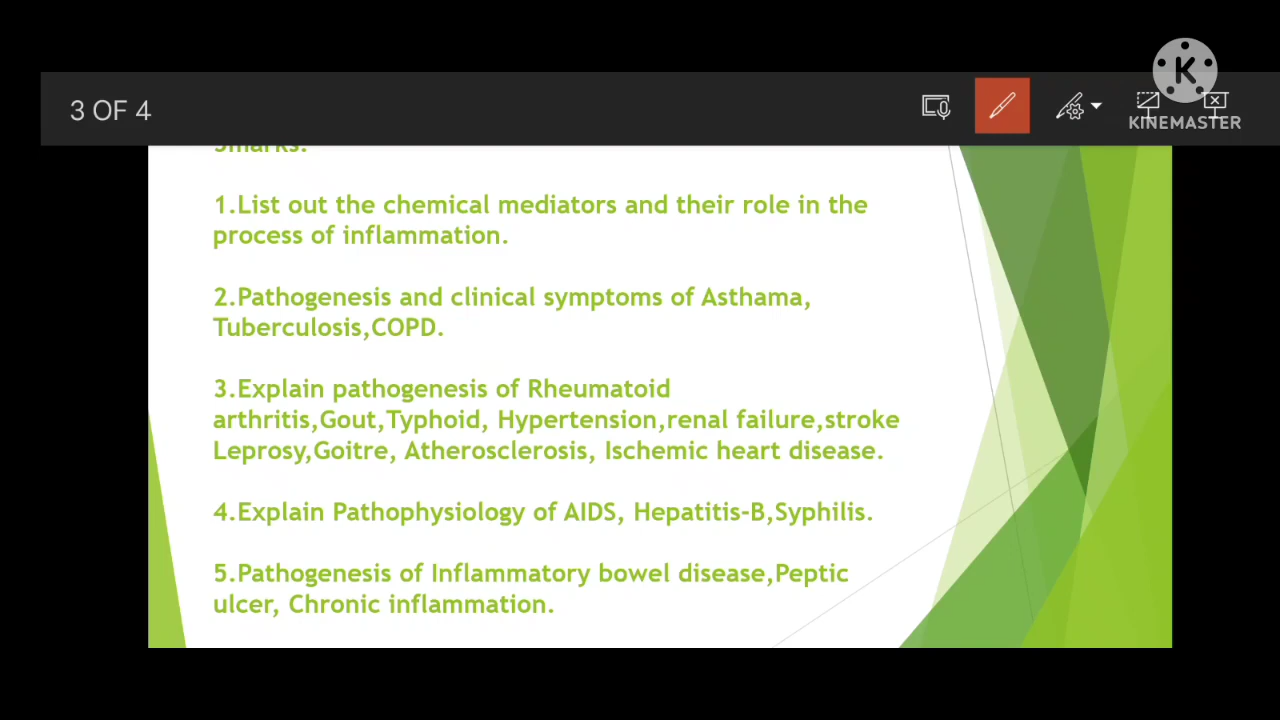 3 OF 4
KINEMASTER
5marks.
1.List out the chemical mediators and their role in the
process of inflammation.
2.Pathogenesis and clinical symptoms of Asthama,
Tuberculosis,COPD.
3.Explain pathogenesis of Rheumatoid
arthritis,Gout,Typhoid, Hypertension,renal failure,stroke
Leprosy,Goitre, Atherosclerosis, Ischemic heart disease.
4.Explain Pathophysiology of AIDS, Hepatitis-B,Syphilis.
5.Pathogenesis of Inflammatory bowel disease,Peptic
ulcer, Chronic inflammation.